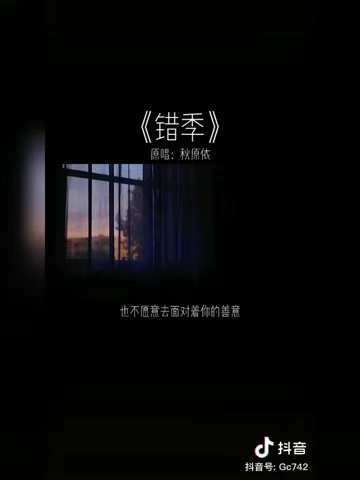 《错季》
原唱：秋原依
也不愿意去面对着你的善意
抖音
抖音号：Gc742